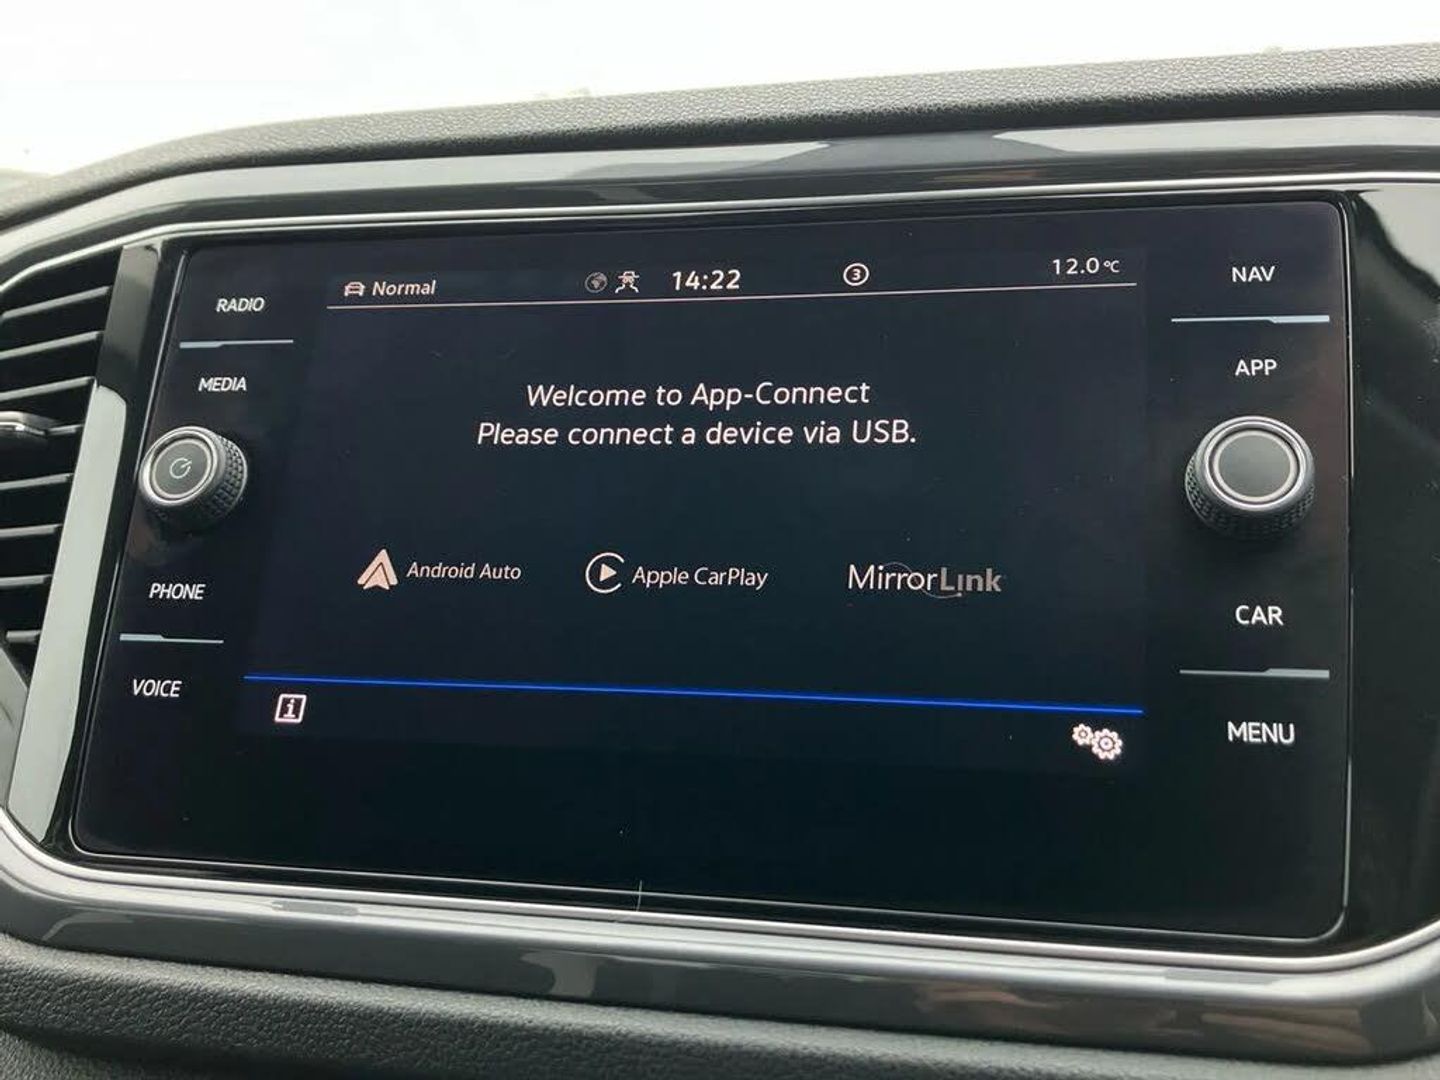 Normal 14:22 3 12.0°C
RADIO
MEDIA
PHONE
VOICE
Welcome to App-Connect
Please connect a device via USB.
Android Auto Apple CarPlay MirrorLink
i
NAV
APP
CAR
MENU